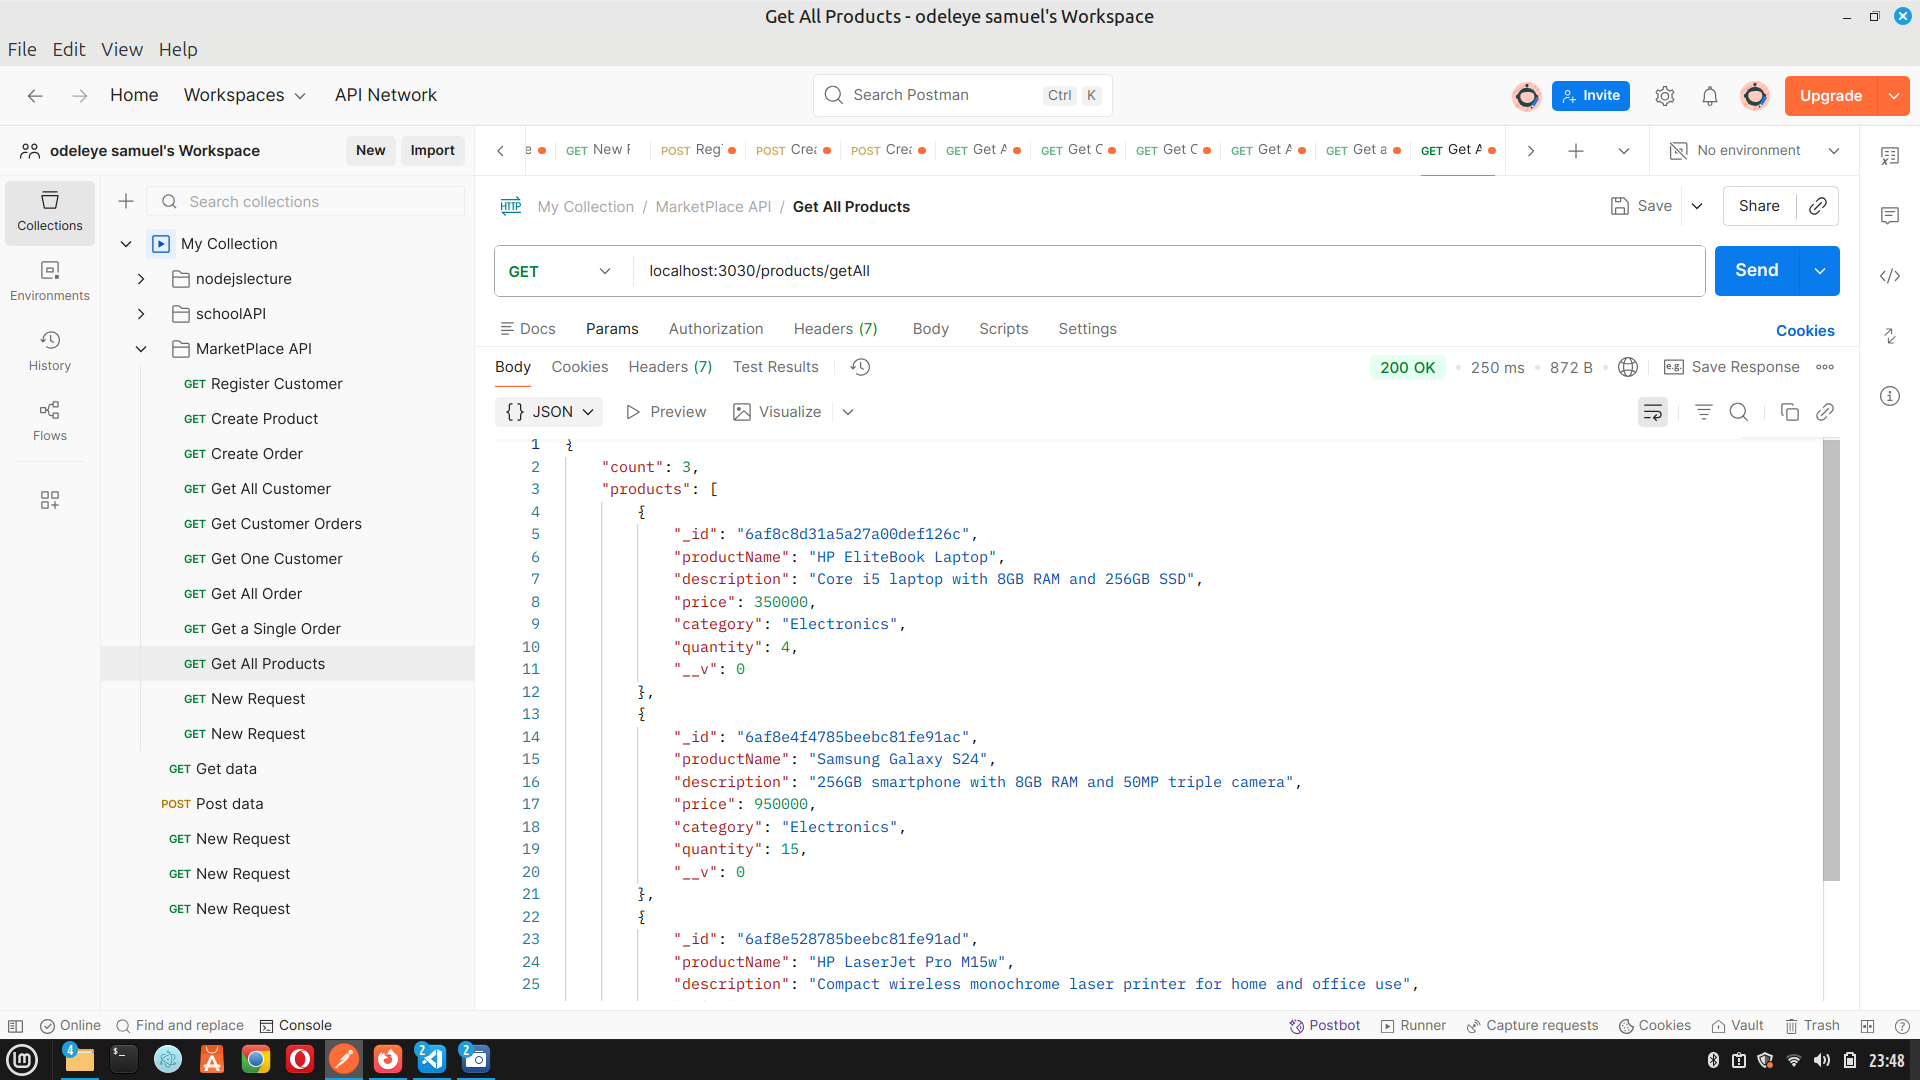 Get All Products - odeleye samuel's Workspace
File Edit View Help
Home Workspaces API Network
Search Postman Ctrl K
Invite
Upgrade
odeleye samuel's Workspace
New Import
e
GET New
POST Reg
POST Cre
POST Cre
GET Get A
GET Get C
GET Get C
GET Get A
GET Get a
GET Get A
No environment
Collections
Environments
History
Flows
Search collections
My Collection
nodejslecture
schoolAPI
MarketPlace API
GET Register Customer
GET Create Product
GET Create Order
GET Get All Customer
GET Get Customer Orders
GET Get One Customer
GET Get All Order
GET Get a Single Order
GET Get All Products
GET New Request
GET New Request
GET Get data
POST Post data
GET New Request
GET New Request
GET New Request
HTTP My Collection / MarketPlace API / Get All Products
Save Share
GET localhost:3030/products/getAll
Send
Docs Params Authorization Headers (7) Body Scripts Settings
Cookies
Body Cookies Headers (7) Test Results
200 OK • 250 ms • 872 B
e.g. Save Response
{} JSON Preview Visualize
1 {
2 "count": 3,
3 "products": [
4 {
5 "_id": "6af8c8d31a5a27a00def126c",
6 "productName": "HP EliteBook Laptop",
7 "description": "Core i5 laptop with 8GB RAM and 256GB SSD",
8 "price": 350000,
9 "category": "Electronics",
10 "quantity": 4,
11 "__v": 0
12 },
13 {
14 "_id": "6af8e4f4785beebc81fe91ac",
15 "productName": "Samsung Galaxy S24",
16 "description": "256GB smartphone with 8GB RAM and 50MP triple camera",
17 "price": 950000,
18 "category": "Electronics",
19 "quantity": 15,
20 "__v": 0
21 },
22 {
23 "_id": "6af8e528785beebc81fe91ad",
24 "productName": "HP LaserJet Pro M15w",
25 "description": "Compact wireless monochrome laser printer for home and office use",
Online Find and replace Console
Postbot Runner Capture requests Cookies Vault Trash
4
2
2
23:48